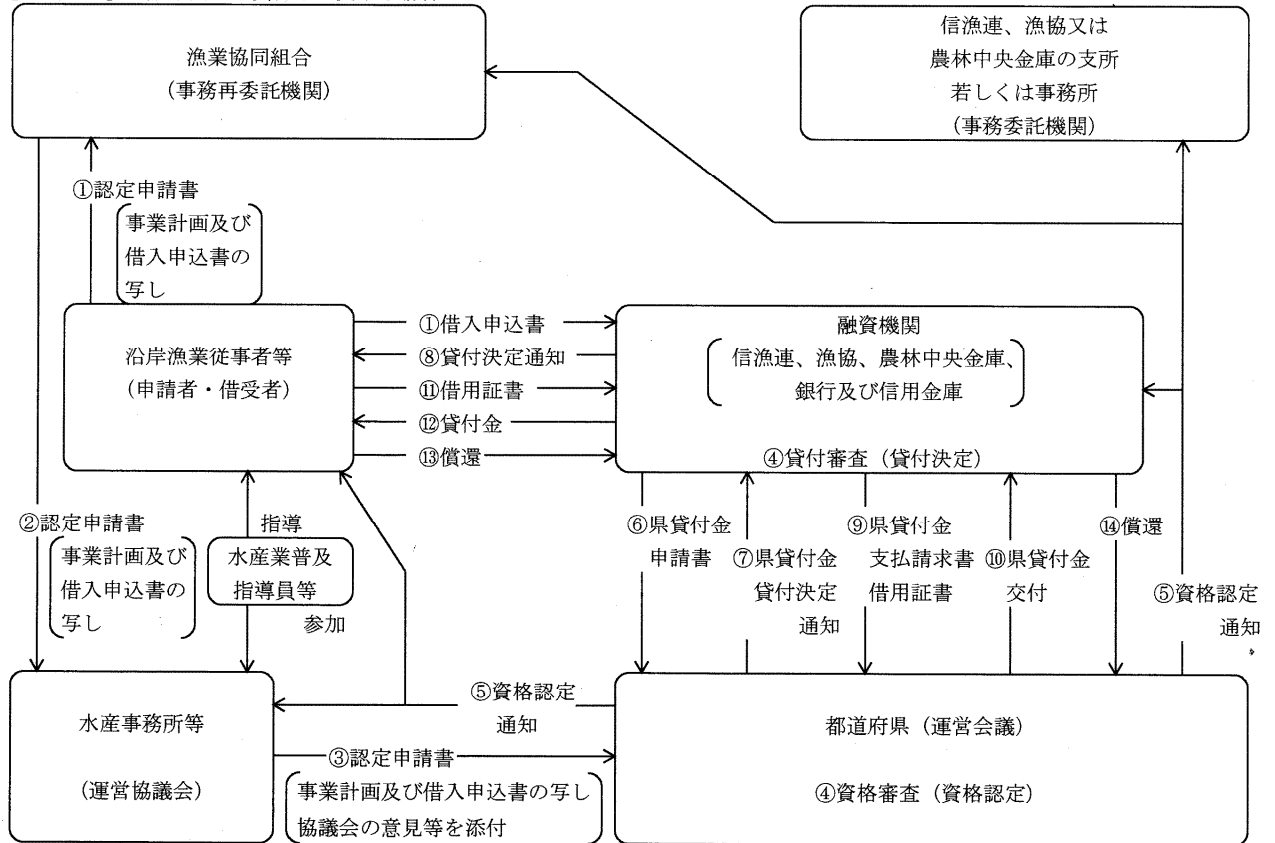 漁業協同組合
(事務再委託機関)
信漁連、漁協又は
農林中央金庫の支所
若しくは事務所
(事務委託機関)
①認定申請書
事業計画及び
借入申込書の
写し
沿岸漁業従事者等
(申請者・借受者)
①借入申込書
⑧貸付決定通知
⑪借用証書
⑫貸付金
⑬償還
融資機関
信漁連、漁協、農林中央金庫、
銀行及び信用金庫
④貸付審査(貸付決定)
②認定申請書
事業計画及び
借入申込書の
写し
指導
水産業普及
指導員等
参加
⑥県貸付金
申請書
⑦県貸付金
貸付決定
通知
⑨県貸付金
支払請求書
借用証書
⑩県貸付金
交付
⑭償還
⑤資格認定
通知
水産事務所等
(運営協議会)
⑤資格認定
通知
③認定申請書
事業計画及び借入申込書の写し
協議会の意見等を添付
都道府県(運営会議)
④資格審査(資格認定)